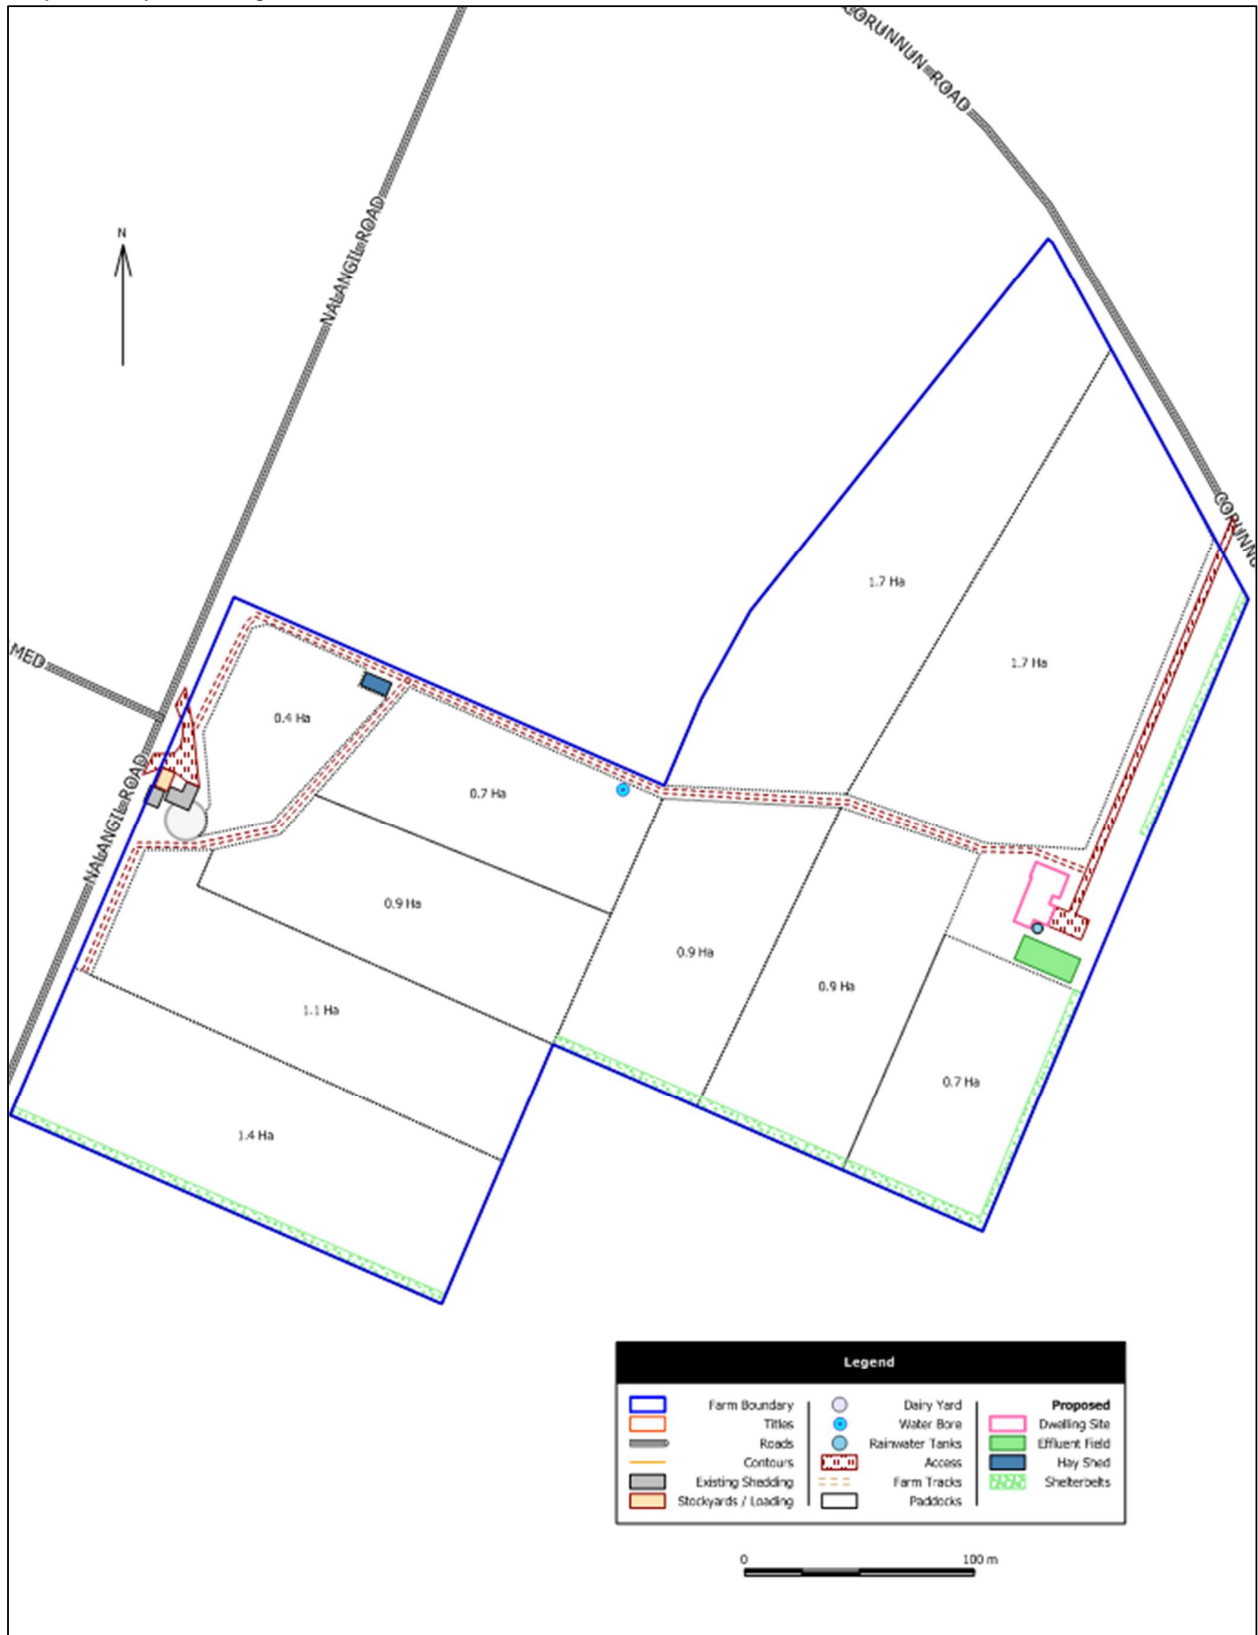 CORUNNUN ROAD
N
NALANGIL ROAD
CORUNNU
1.7 Ha
1.7 Ha
MED
0.4 Ha
0.7 Ha
NALANGIL ROAD
0.9 Ha
0.9 Ha
0.9 Ha
1.1 Ha
0.7 Ha
1.4 Ha
Legend
Farm Boundary
Titles
Roads
Contours
Existing Shedding
Stockyards / Loading
Dairy Yard
Water Bore
Rainwater Tanks
Access
Farm Tracks
Paddocks
Proposed
Dwelling Site
Effluent Field
Hay Shed
Shelterbelts
0 100 m